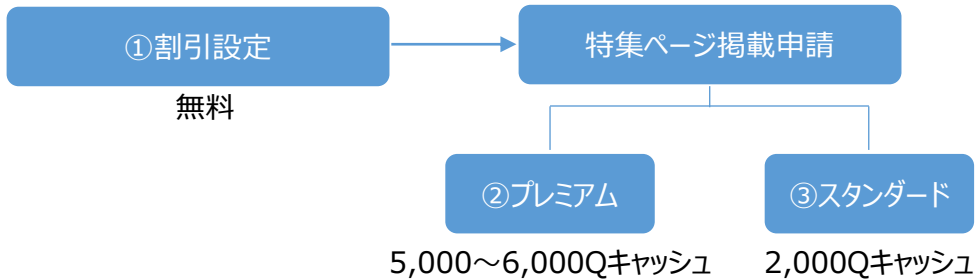 ①割引設定
特集ページ掲載申請
無料
②プレミアム
③スタンダード
5,000～6,000Qキャッシュ
2,000Qキャッシュ